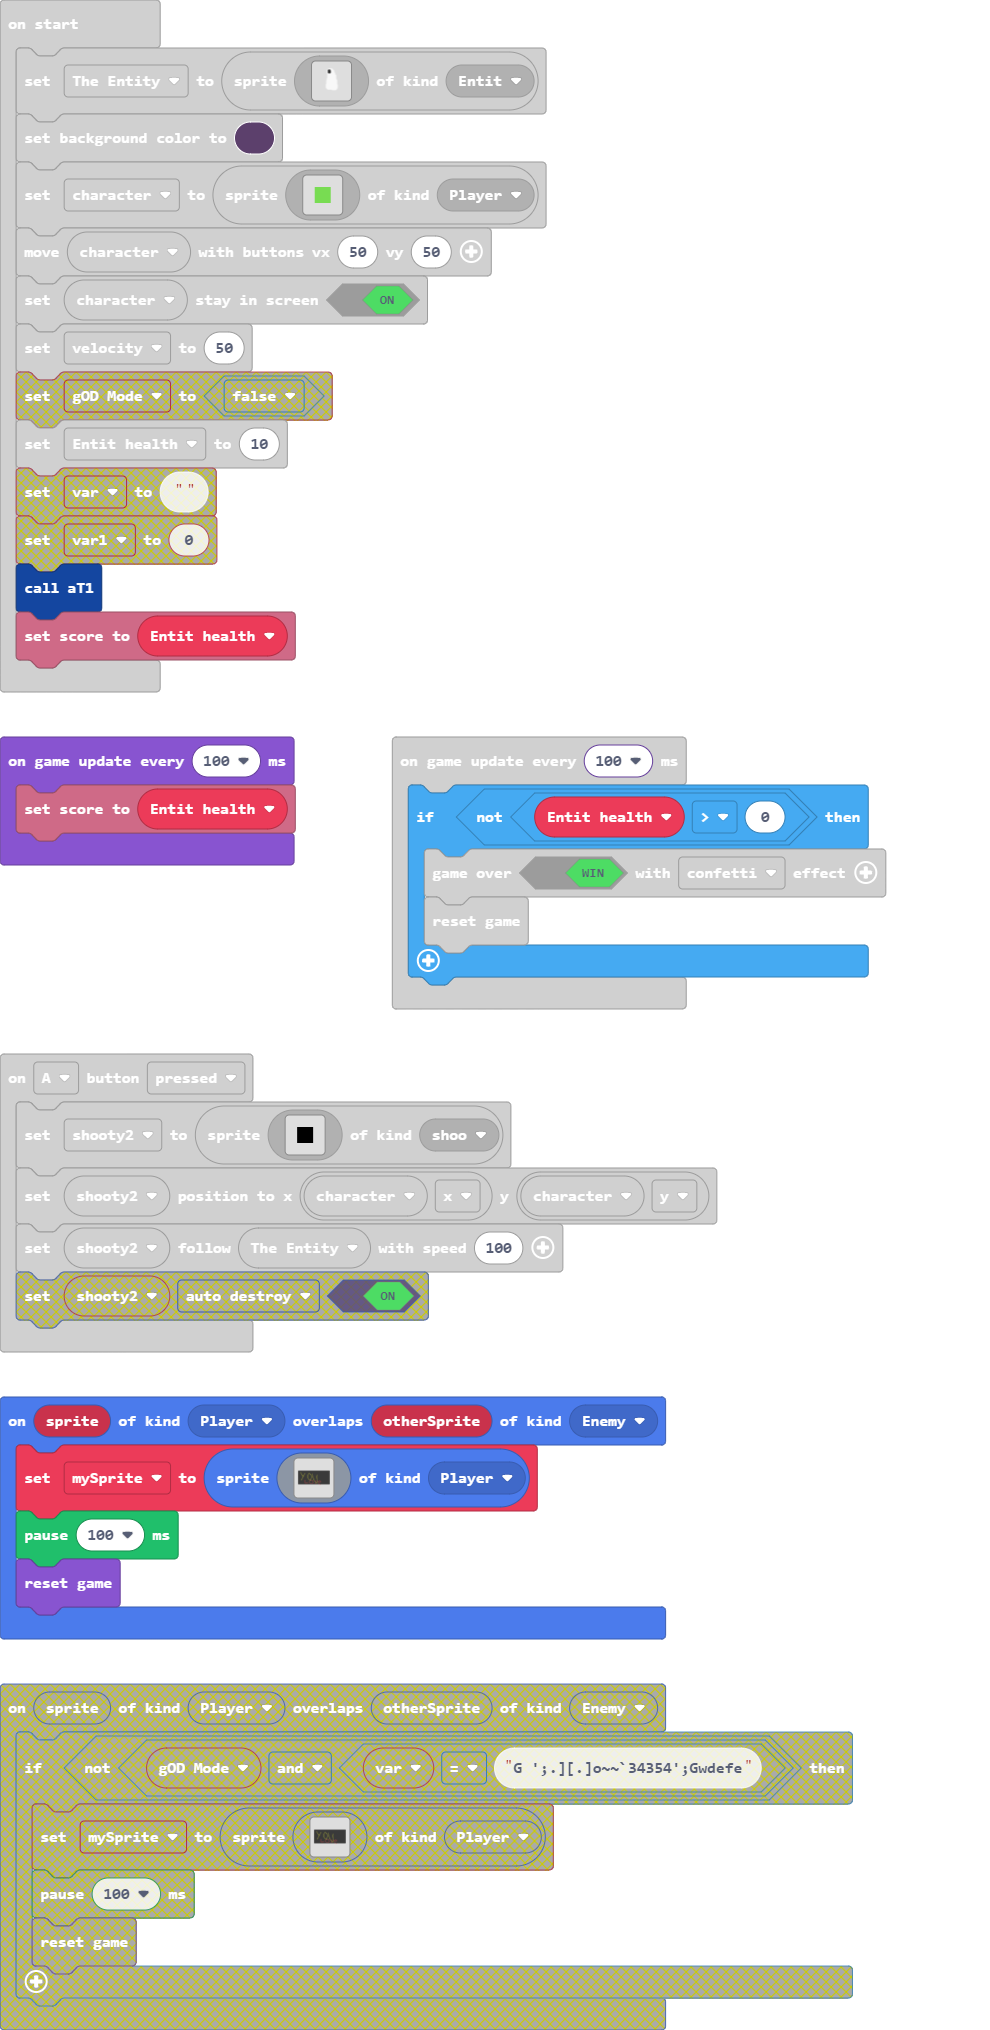 on start
set The Entity to sprite of kind Entit
set background color to
set character to sprite of kind Player
move character with buttons vx 50 vy 50
set character stay in screen ON
set velocity to 50
set gOD Mode to false
set Entit health to 10
set var to " "
set var1 to 0
call aT1
set score to Entit health
on game update every 100 ms
set score to Entit health
on game update every 100 ms
if not Entit health > 0 then
game over WIN with confetti effect
reset game
on A button pressed
set shooty2 to sprite of kind shoo
set shooty2 position to x character x y character y
set shooty2 follow The Entity with speed 100
set shooty2 auto destroy ON
on sprite of kind Player overlaps otherSprite of kind Enemy
set mySprite to sprite YOU of kind Player
pause 100 ms
reset game
on sprite of kind Player overlaps otherSprite of kind Enemy
if not gOD Mode and var = "G ';.][.]o~~`34354';Gwdefe" then
set mySprite to sprite YOU of kind Player
pause 100 ms
reset game